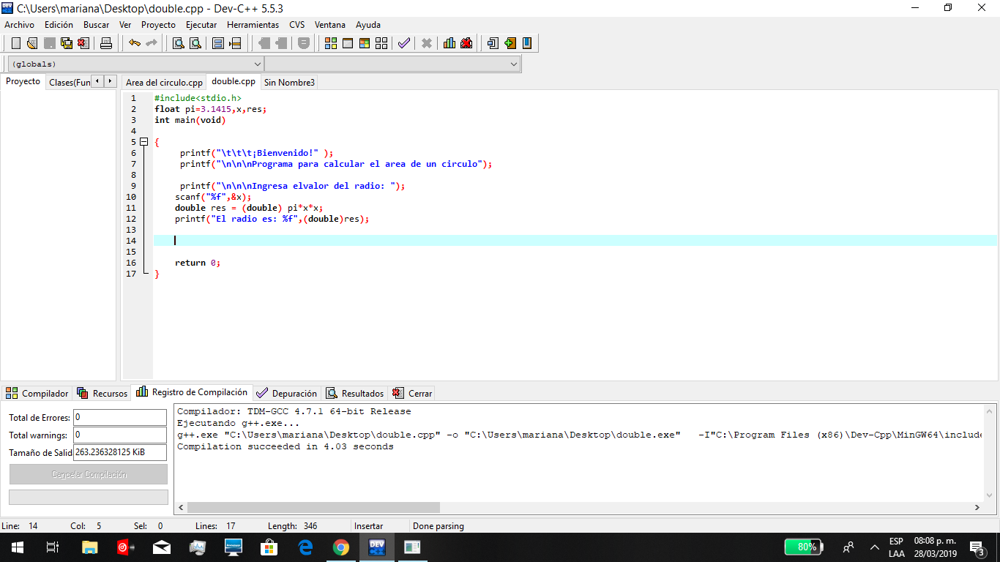 C:\Users\mariana\Desktop\double.cpp - Dev-C++ 5.5.3
Archivo Edición Buscar Ver Proyecto Ejecutar Herramientas CVS Ventana Ayuda
(globals)
Proyecto Clases(Fun Area del circulo.cpp double.cpp Sin Nombre3
1 #include<stdio.h>
2 float pi=3.1415,x,res;
3 int main(void)
4
5 {
6 printf("\t\t\t¡Bienvenido!" );
7 printf("\n\n\nPrograma para calcular el area de un circulo");
8
9 printf("\n\n\nIngresa elvalor del radio: ");
10 scanf("%f",&x);
11 double res = (double) pi*x*x;
12 printf("El radio es: %f",(double)res);
13
14
15
16 return 0;
17 }
Compilador Recursos Registro de Compilación Depuración Resultados Cerrar
Total de Errores: 0
Total warnings: 0
Tamaño de Salid 263.236328125 KiB
Cancelar Compilación
Compilador: TDM-GCC 4.7.1 64-bit Release
Ejecutando g++.exe...
g++.exe "C:\Users\mariana\Desktop\double.cpp" -o "C:\Users\mariana\Desktop\double.exe" -I"C:\Program Files (x86)\Dev-Cpp\MinGW64\include
Compilation succeeded in 4.03 seconds
Line: 14 Col: 5 Sel: 0 Lines: 17 Length: 346 Insertar Done parsing
DEV C++
80%
ESP 08:08 p. m.
LAA 28/03/2019
3